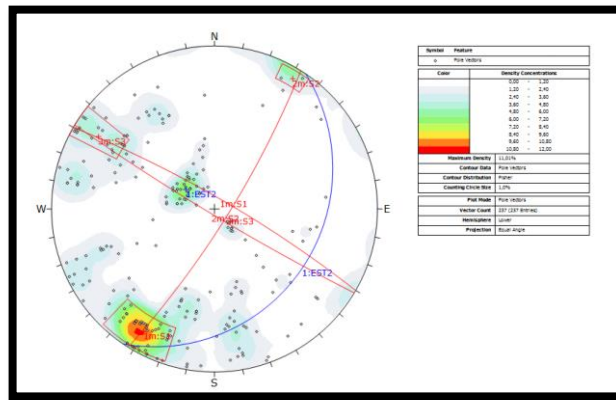 N
W
E
S
2m:S2
1:EST2
1m:S1
1:EST2
Symbol Feature
Pole Vectors
Color Density Concentrations
0,00 - 1,20
1,20 - 2,40
2,40 - 3,60
3,60 - 4,80
4,80 - 6,00
6,00 - 7,20
7,20 - 8,40
8,40 - 9,60
9,60 - 10,80
10,80 - 12,00
Maximum Density 11,01%
Contour Data Pole Vectors
Contour Distribution Fisher
Counting Circle Size 1,0%
Plot Mode Pole Vectors
Vector Count 237 (237 Entries)
Hemisphere Lower
Projection Equal Angle